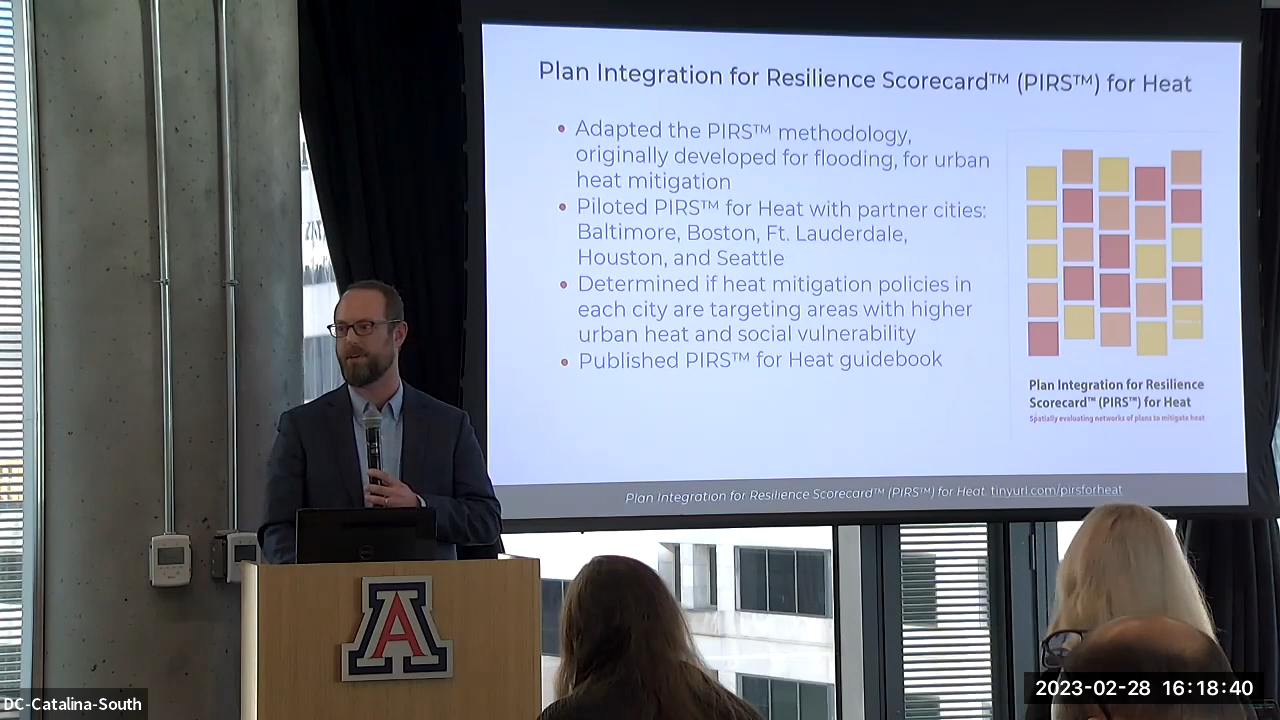 Plan Integration for Resilience Scorecard™ (PIRS™) for Heat
• Adapted the PIRS™ methodology,
originally developed for flooding, for urban
heat mitigation
• Piloted PIRS™ for Heat with partner cities:
Baltimore, Boston, Ft. Lauderdale,
Houston, and Seattle
• Determined if heat mitigation policies in
each city are targeting areas with higher
urban heat and social vulnerability
• Published PIRS™ for Heat guidebook
Plan Integration for Resilience
Scorecard™ (PIRS™) for Heat
Spatially evaluating networks of plans to mitigate heat
Plan Integration for Resilience Scorecard™ (PIRS™) for Heat. tinyurl.com/pirsforheat
A
DC-Catalina-South
2023-02-28 16:18:40